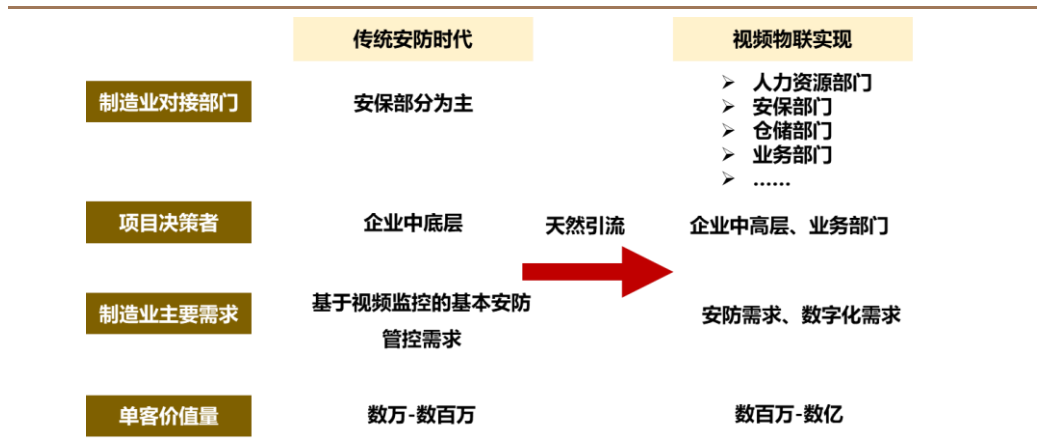 传统安防时代
视频物联实现
制造业对接部门
安保部分为主
➢ 人力资源部门
➢ 安保部门
➢ 仓储部门
➢ 业务部门
➢ ……
项目决策者
企业中底层
天然引流
企业中高层、业务部门
制造业主要需求
基于视频监控的基本安防
管控需求
安防需求、数字化需求
单客价值量
数万-数百万
数百万-数亿